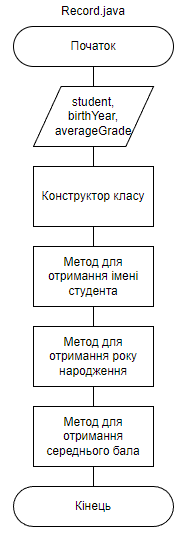 Record.java
Початок
student,
birthYear,
averageGrade
Конструктор класу
Метод для
отримання імені
студента
Метод для
отримання року
народження
Метод для
отримання
середнього бала
Кінець